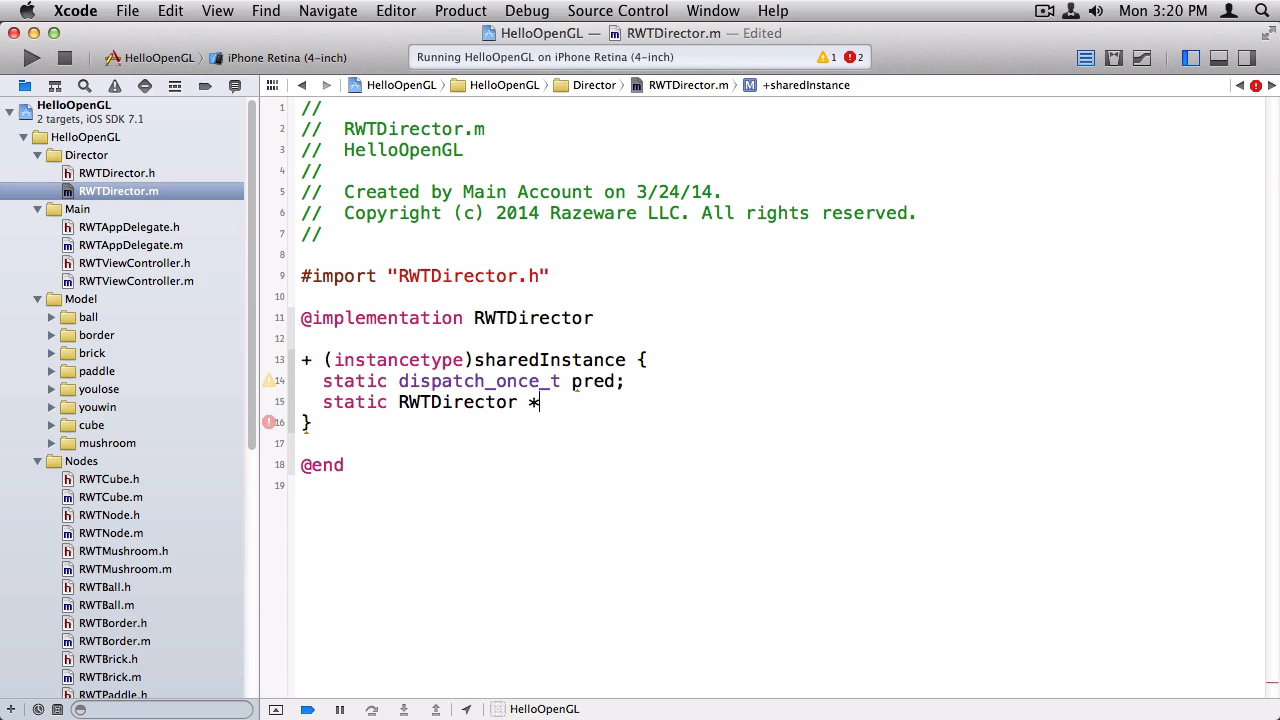 Xcode File Edit View Find Navigate Editor Product Debug Source Control Window Help Mon 3:20 PM
HelloOpenGL — RWTDirector.m — Edited
HelloOpenGL iPhone Retina (4-inch) Running HelloOpenGL on iPhone Retina (4-inch) 1 2
HelloOpenGL HelloOpenGL Director RWTDirector.m M +sharedInstance
HelloOpenGL
2 targets, iOS SDK 7.1
HelloOpenGL
Director
h RWTDirector.h
m RWTDirector.m
Main
h RWTAppDelegate.h
m RWTAppDelegate.m
h RWTViewController.h
m RWTViewController.m
Model
ball
border
brick
paddle
youlose
youwin
cube
mushroom
Nodes
h RWTCube.h
m RWTCube.m
h RWTNode.h
m RWTNode.m
h RWTMushroom.h
m RWTMushroom.m
h RWTBall.h
m RWTBall.m
h RWTBorder.h
m RWTBorder.m
h RWTBrick.h
m RWTBrick.m
h RWTPaddle.h
1 //
2 // RWTDirector.m
3 // HelloOpenGL
4 //
5 // Created by Main Account on 3/24/14.
6 // Copyright (c) 2014 Razeware LLC. All rights reserved.
7 //
8
9 #import "RWTDirector.h"
10
11 @implementation RWTDirector
12
13 + (instancetype)sharedInstance {
14 static dispatch_once_t pred;
15 static RWTDirector *
16 }
17
18 @end
19
HelloOpenGL